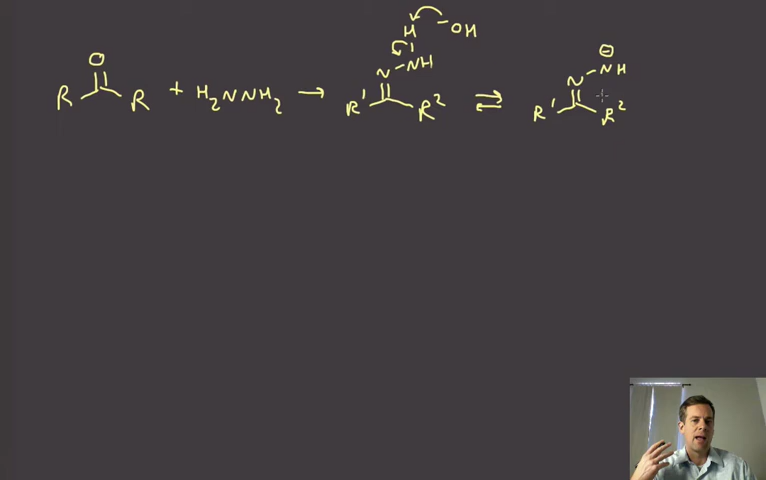 H -OH
O N-NH ⊖
R R + H₂NNH₂ → R¹ R² ⇌ N-NH
R¹ R²